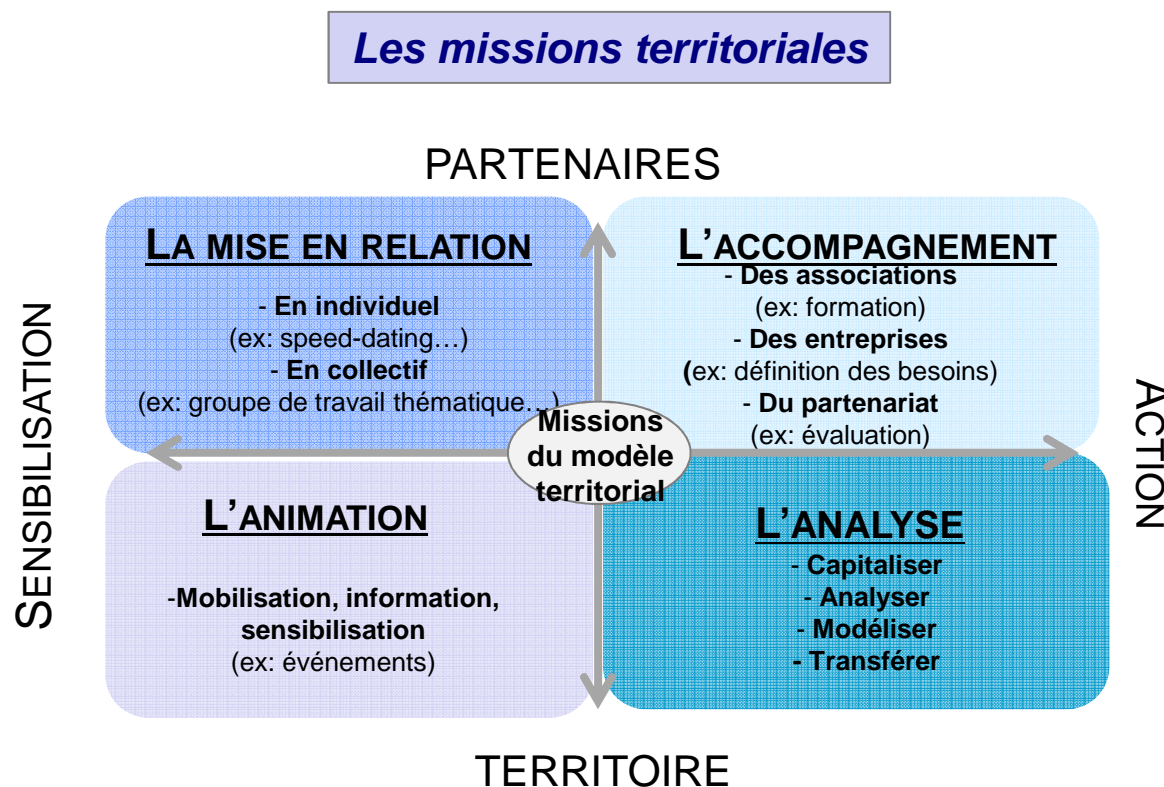 Les missions territoriales
PARTENAIRES
LA MISE EN RELATION
- En individuel
(ex: speed-dating…)
- En collectif
(ex: groupe de travail thématique…)
L’ACCOMPAGNEMENT
- Des associations
(ex: formation)
- Des entreprises
(ex: définition des besoins)
- Du partenariat
(ex: évaluation)
SENSIBILISATION
Missions
du modèle
territorial
ACTION
L’ANIMATION
-Mobilisation, information,
sensibilisation
(ex: événements)
L’ANALYSE
- Capitaliser
- Analyser
- Modéliser
- Transférer
TERRITOIRE